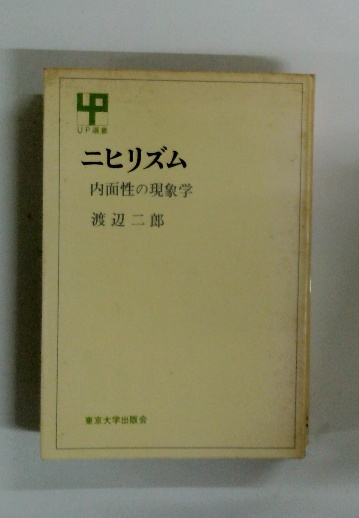 UP
UP選書
ニヒリズム
内面性の現象学
渡辺二郎
東京大学出版会